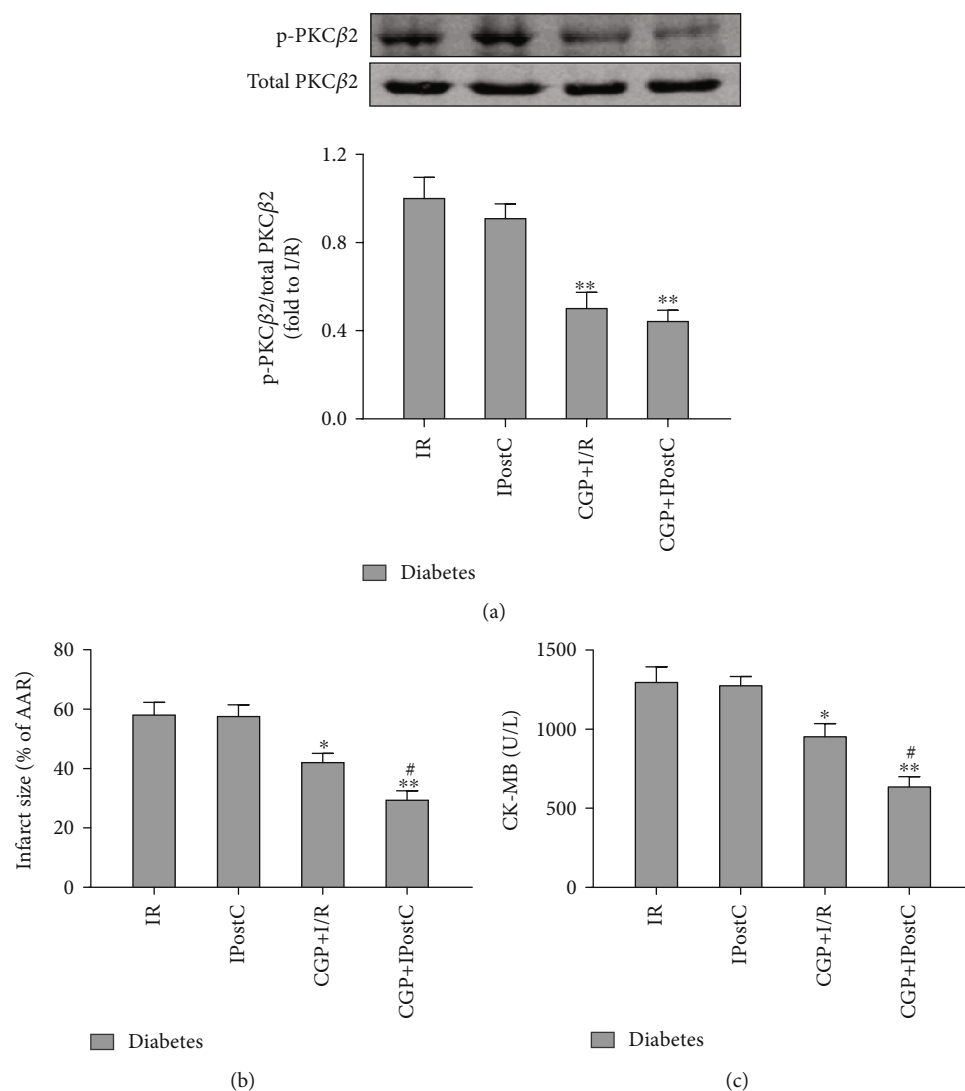 p-PKCβ2
Total PKCβ2
p-PKCβ2/total PKCβ2
(fold to I/R)
1.2
0.8
0.4
0.0
**
**
IR
IPostC
CGP+I/R
CGP+IPostC
Diabetes
(a)
Infarct size (% of AAR)
80
60
40
20
0
*
#
**
IR
IPostC
CGP+I/R
CGP+IPostC
Diabetes
(b)
CK-MB (U/L)
1500
1000
500
0
*
#
**
IR
IPostC
CGP+I/R
CGP+IPostC
Diabetes
(c)